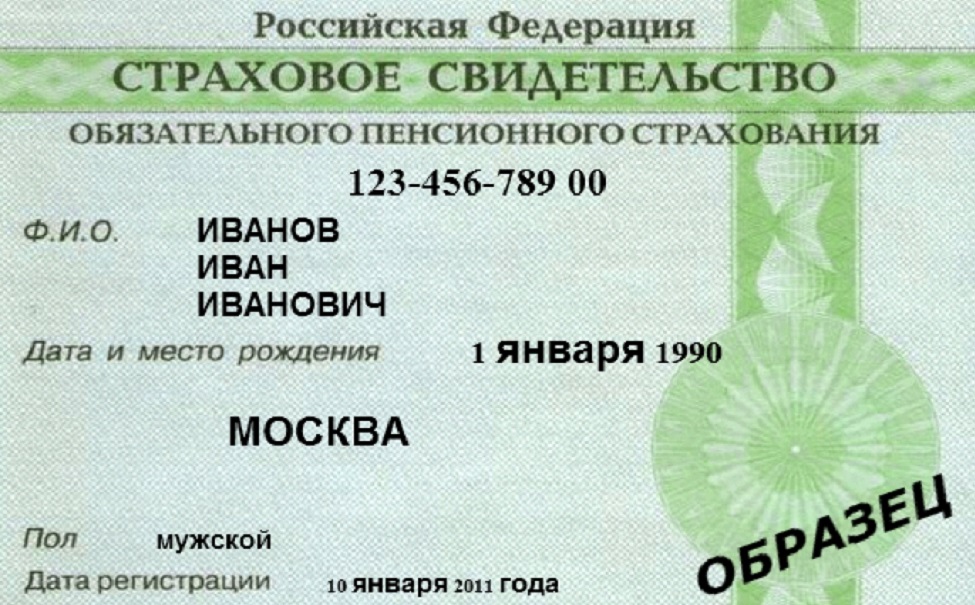 Российская Федерация
СТРАХОВОЕ СВИДЕТЕЛЬСТВО
ОБЯЗАТЕЛЬНОГО ПЕНСИОННОГО СТРАХОВАНИЯ
123-456-789 00
Ф.И.О. ИВАНОВ
ИВАН
ИВАНОВИЧ
Дата и место рождения 1 января 1990
МОСКВА
Пол мужской
Дата регистрации 10 января 2011 года
ОБРАЗЕЦ